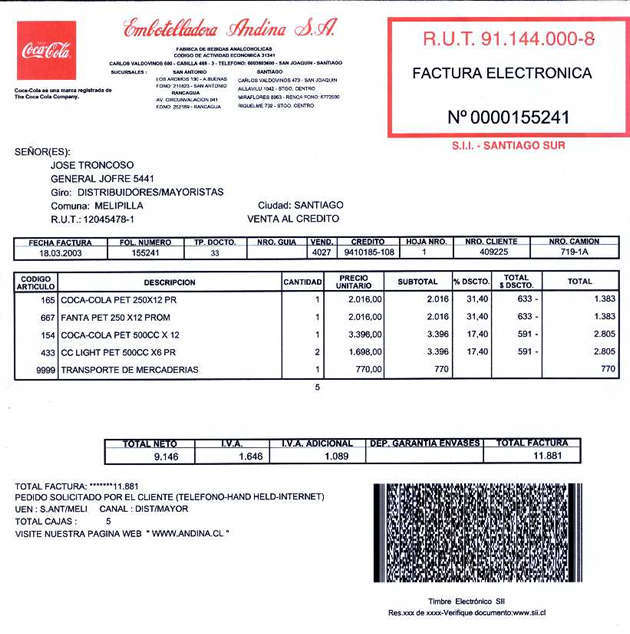 Coca-Cola
Coca-Cola es una marca registrada de
The Coca Cola Company.
Embotelladora Andina S.A.
FABRICA DE BEBIDAS ANALCOHOLICAS
CODIGO DE ACTIVIDAD ECONOMICA 31341
CARLOS VALDOVINOS 560 - CASILLA 488 - 3 - TELEFONO: - SAN JOAQUIN - SANTIAGO
SUCURSALES :
SAN ANTONIO
LOS AROMOS 190 - A.BUENAS
FONO: 211823 - SAN ANTONIO
RANCAGUA
AV. CIRCUNVALACION 941
FONO: 252789 - RANCAGUA
SANTIAGO
CARLOS VALDOVINOS 473 - SAN JOAQUIN
AILLAVILU 1042 - STGO. CENTRO
MIRAFLORES 8963 - RENCA FONO: 6772000
RIQUELME 732 - STGO. CENTRO
R.U.T. 91.144.000-8
FACTURA ELECTRONICA
Nº 0000155241
S.I.I. - SANTIAGO SUR
SEÑOR(ES):
JOSE TRONCOSO
GENERAL JOFRE 5441
Giro: DISTRIBUIDORES/MAYORISTAS
Comuna: MELIPILLA Ciudad: SANTIAGO
R.U.T.: 12045478-1 VENTA AL CREDITO
FECHA FACTURA FOL. NUMERO TP. DOCTO. NRO. GUIA VEND. CREDITO HOJA NRO. NRO. CLIENTE NRO. CAMION
18.03.2003 155241 33 4027 9410185-108 1 409225 719-1A
CODIGO ARTICULO DESCRIPCION CANTIDAD PRECIO UNITARIO SUBTOTAL % DSCTO. TOTAL $ DSCTO. TOTAL
165 COCA-COLA PET 250X12 PR 1 2.016,00 2.016 31,40 633 - 1.383
667 FANTA PET 250 X12 PROM 1 2.016,00 2.016 31,40 633 - 1.383
154 COCA-COLA PET 500CC X 12 1 3.396,00 3.396 17,40 591 - 2.805
433 CC LIGHT PET 500CC X6 PR 2 1.698,00 3.396 17,40 591 - 2.805
9999 TRANSPORTE DE MERCADERIAS 1 770,00 770 770
5
TOTAL NETO I.V.A. I.V.A. ADICIONAL DEP. GARANTIA ENVASES TOTAL FACTURA
9.146 1.646 1.089 11.881
TOTAL FACTURA: *******11.881
PEDIDO SOLICITADO POR EL CLIENTE (TELEFONO-HAND HELD-INTERNET)
UEN : S.ANT/MELI CANAL : DIST/MAYOR
TOTAL CAJAS : 5
VISITE NUESTRA PAGINA WEB " WWW.ANDINA.CL "
Timbre Electrónico SII
Res.xxx de xxxx-Verifique documento:www.sii.cl